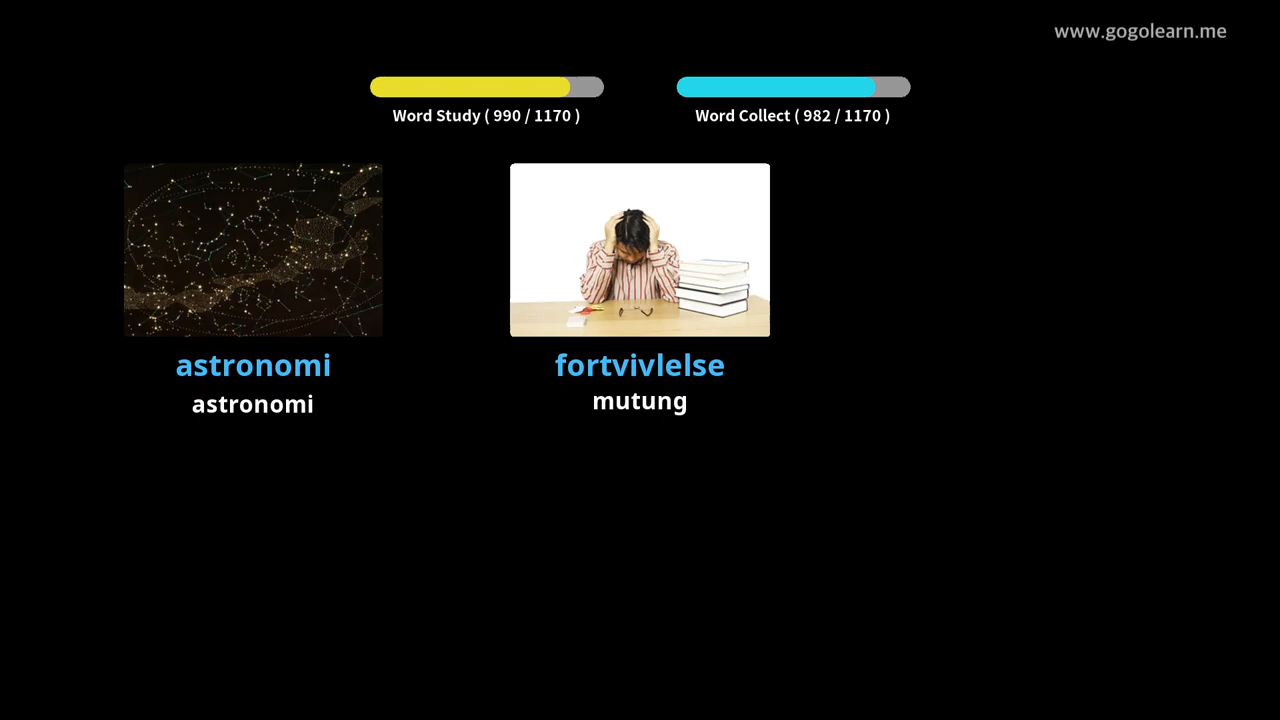 www.gogolearn.me
Word Study ( 990 / 1170 )
Word Collect ( 982 / 1170 )
astronomi
astronomi
fortvivlelse
mutung